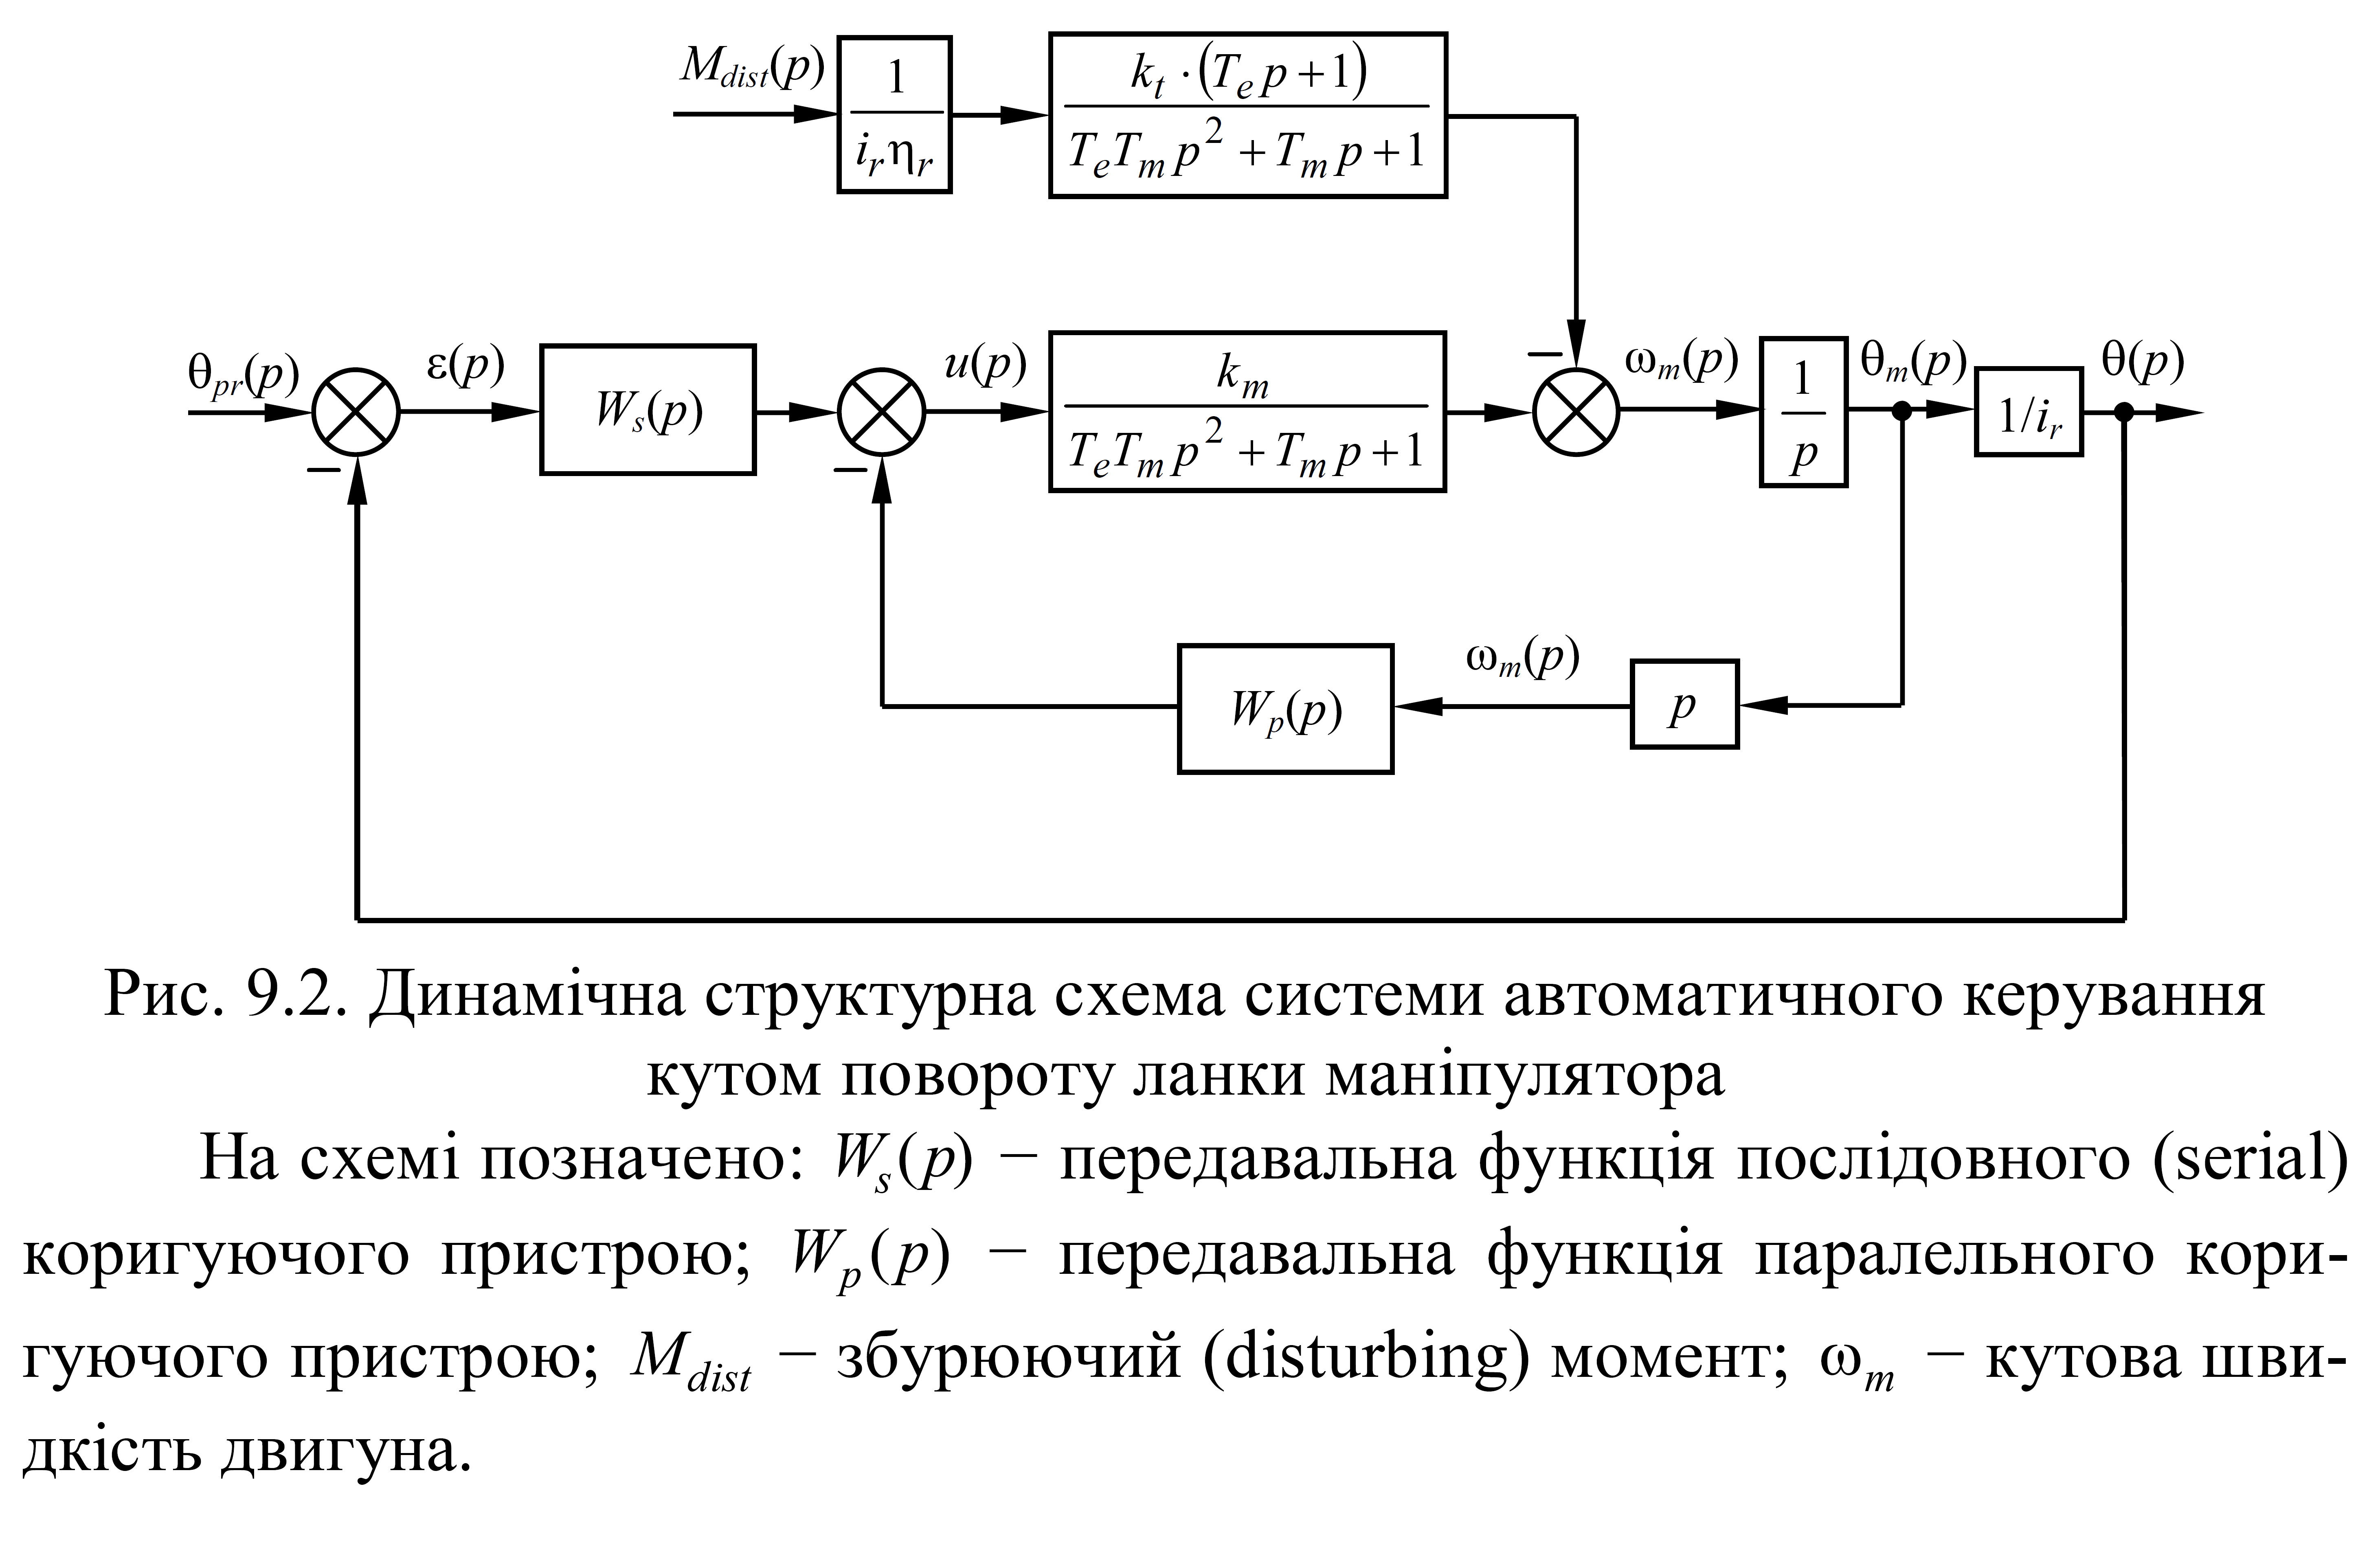 M_dist(p)
1
i_r η_r
k_t · (T_e p + 1)
T_e T_m p² + T_m p + 1
θ_pr(p)
ε(p)
W_s(p)
u(p)
k_m
T_e T_m p² + T_m p + 1
ω_m(p)
1
p
θ_m(p)
1/i_r
θ(p)
W_p(p)
ω_m(p)
p
Рис. 9.2. Динамічна структурна схема системи автоматичного керування
кутом повороту ланки маніпулятора
На схемі позначено: W_s(p) − передавальна функція послідовного (serial)
коригуючого пристрою; W_p(p) − передавальна функція паралельного кори-
гуючого пристрою; M_dist − збурюючий (disturbing) момент; ω_m − кутова шви-
дкість двигуна.